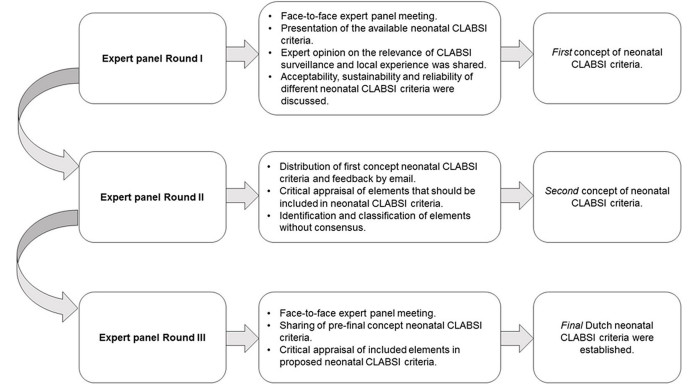 Expert panel Round I
• Face-to-face expert panel meeting.
• Presentation of the available neonatal CLABSI
criteria.
• Expert opinion on the relevance of CLABSI
surveillance and local experience was shared.
• Acceptability, sustainability and reliability of
different neonatal CLABSI criteria were
discussed.
First concept of neonatal
CLABSI criteria.
Expert panel Round II
• Distribution of first concept neonatal CLABSI
criteria and feedback by email.
• Critical appraisal of elements that should be
included in neonatal CLABSI criteria.
• Identification and classification of elements
without consensus.
Second concept of neonatal
CLABSI criteria.
Expert panel Round III
• Face-to-face expert panel meeting.
• Sharing of pre-final concept neonatal CLABSI
criteria.
• Critical appraisal of included elements in
proposed neonatal CLABSI criteria.
Final Dutch neonatal
CLABSI criteria were
established.